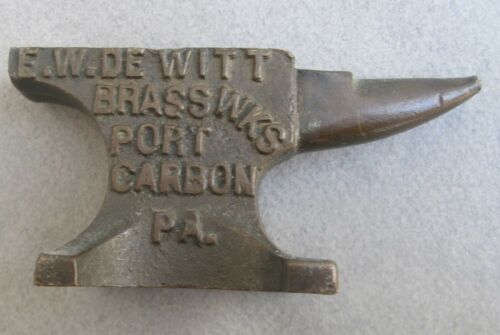 E.W.DE WITT
BRASS WKS
PORT
CARBON
PA.